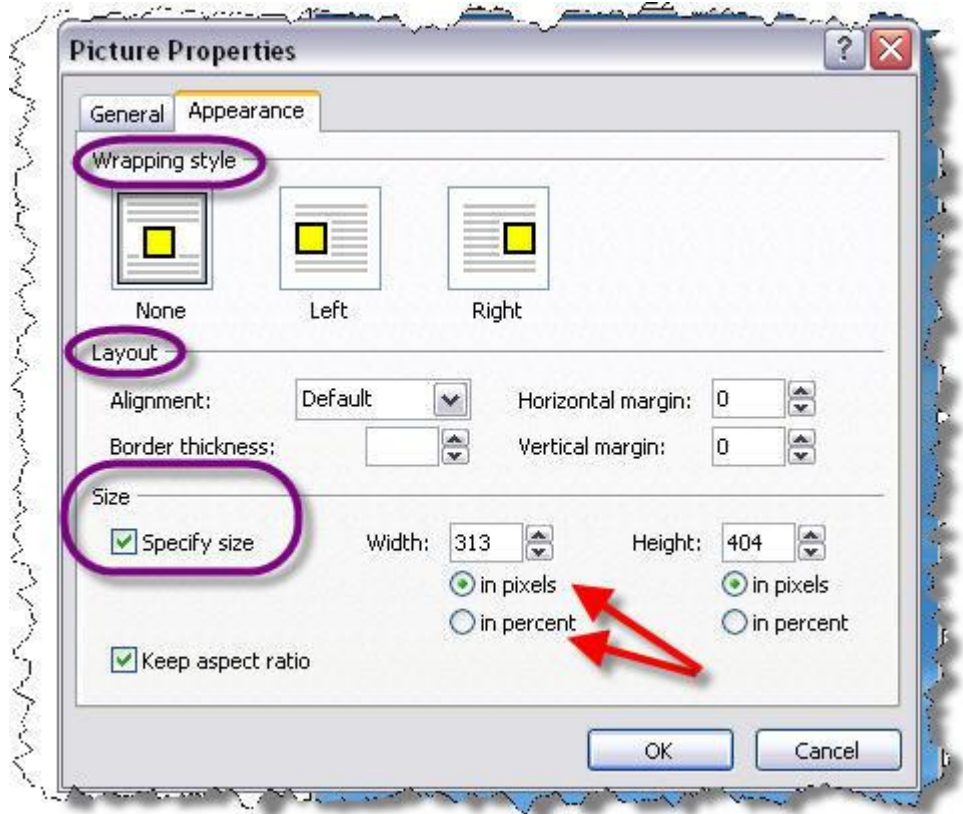 Picture Properties
?
General Appearance
Wrapping style
None Left Right
Layout
Alignment: Default Horizontal margin: 0
Border thickness: Vertical margin: 0
Size
Specify size Width: 313 Height: 404
in pixels in pixels
in percent in percent
Keep aspect ratio
OK Cancel